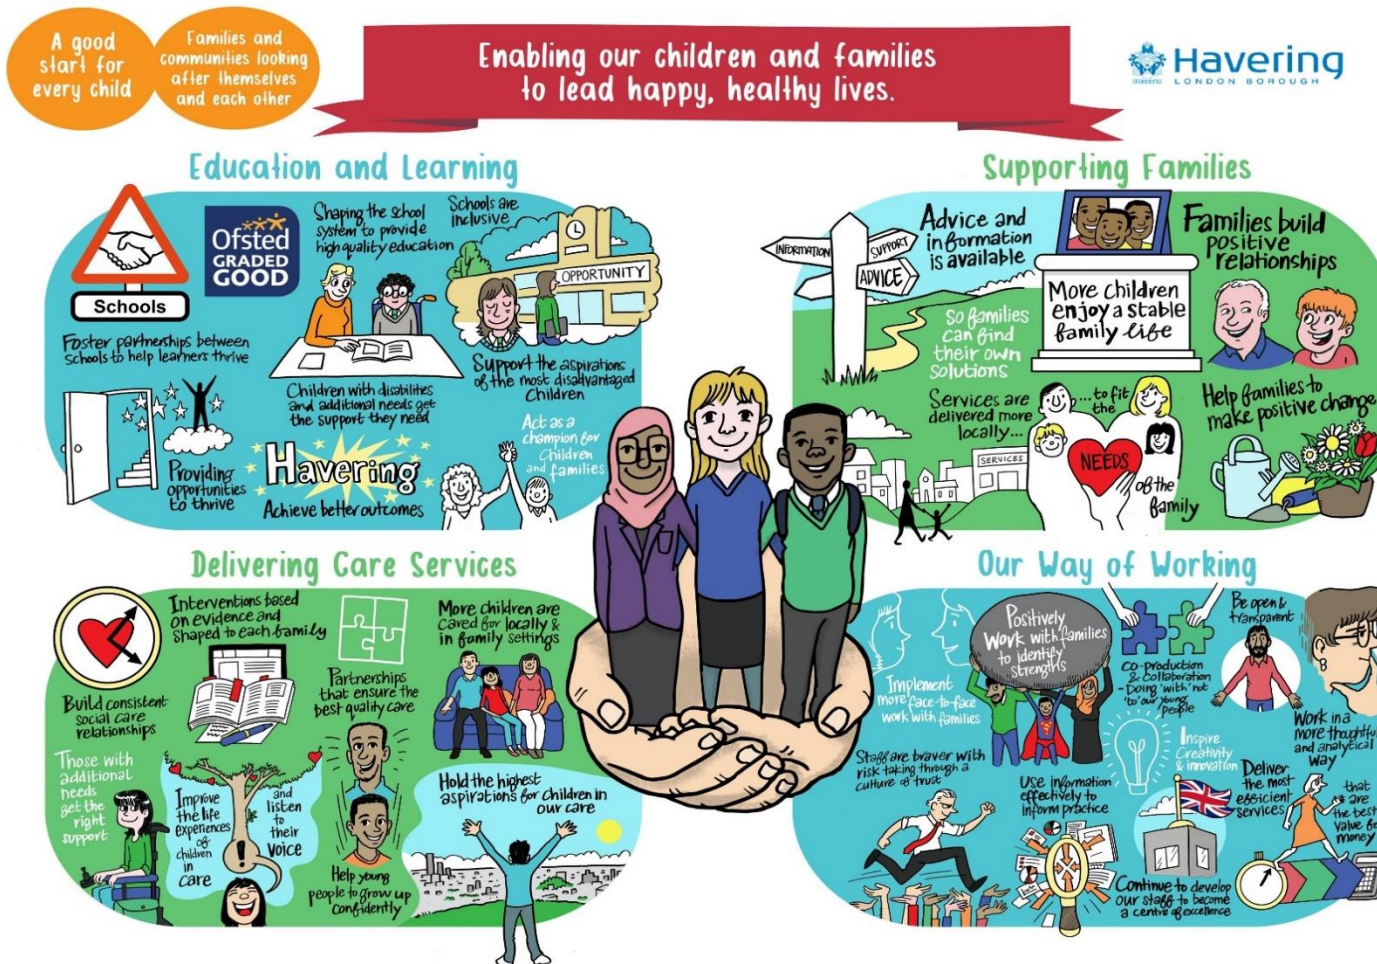 A good
start for
every child
Families and
communities looking
after themselves
and each other
Enabling our children and families
to lead happy, healthy lives.
Havering
LONDON BOROUGH
Education and Learning
Schools
Ofsted
GRADED
GOOD
Shaping the school
system to provide
high quality education
Schools are
inclusive
OPPORTUNITY
Foster partnerships between
schools to help learners thrive
Children with disabilities
and additional needs get
the support they need
Support the aspirations
of the most disadvantaged
Children
Providing
opportunities
to thrive
Havering
Achieve better outcomes
Act as a
champion for
Children
and families
Supporting Families
INFORMATION
SUPPORT
ADVICE
Advice and
information
is available
So families
can find
their own
solutions
More children
enjoy a stable
family life
Families build
positive
relationships
Services are
delivered more
locally...
SERVICES
...to fit
the
NEEDS
of the
family
Help families to
make positive change
Delivering Care Services
Interventions based
on evidence and
shaped to each family
Build consistent
social care
relationships
Partnerships
that ensure the
best quality care
More children are
cared for locally &
in family settings
Those with
additional
needs
get the
right
support
Improve
the life
experiences
of
children
in
care
!
and
listen
to
their
voice
Help young
people to grow up
confidently
Hold the highest
aspirations for children in
our care
Our Way of Working
Implement
more face-to-face
work with families
Positively
Work with families
to identify
strengths
Co-production
& Collaboration
- Doing 'with' not
'to' our young
people
Be open &
transparent
Work in a
more thoughtful
and analytical
way
Staff are braver with
risk taking through a
culture of trust
Use information
effectively to
inform practice
Inspire
Creativity
& innovation
Continue to develop
our staff to become
a centre of excellence
Deliver
the most
efficient
services
that
are
the best
value for
money